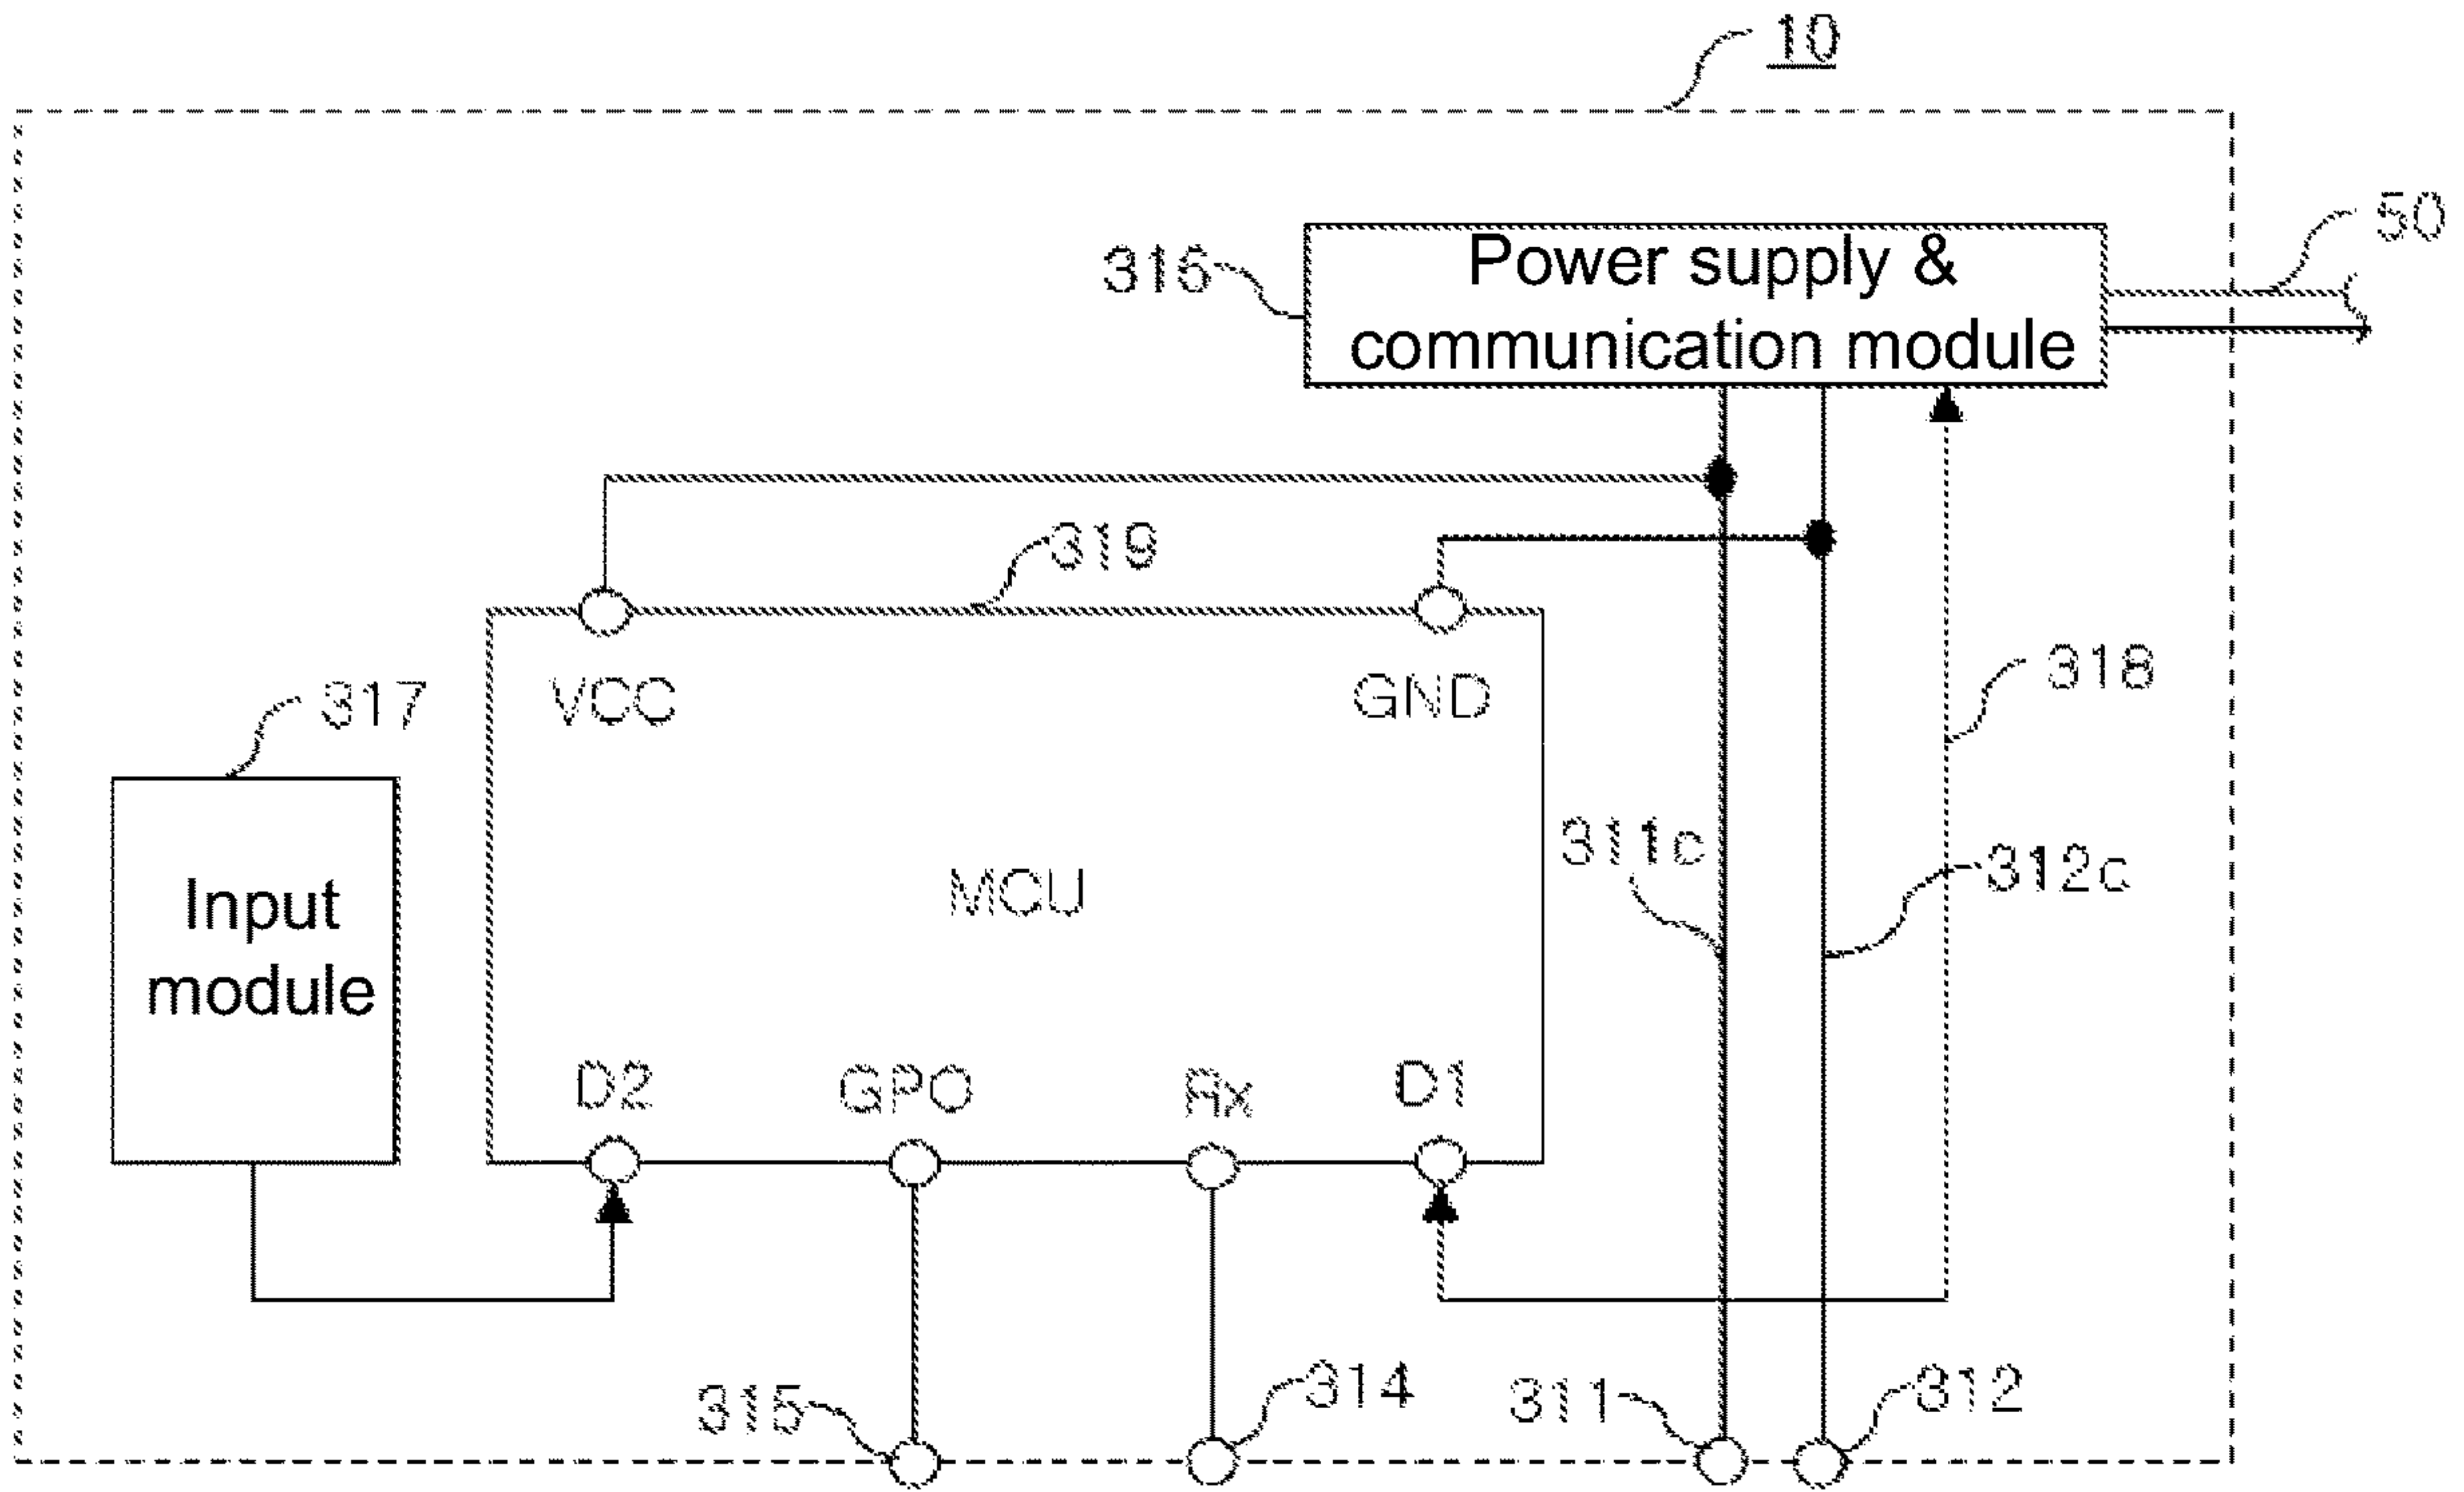 10
50
316
Power supply &
communication module
319
318
317
VCC
GND
311c
312c
MCU
Input
module
D2
GPO
Rx
D1
315
314
311
312